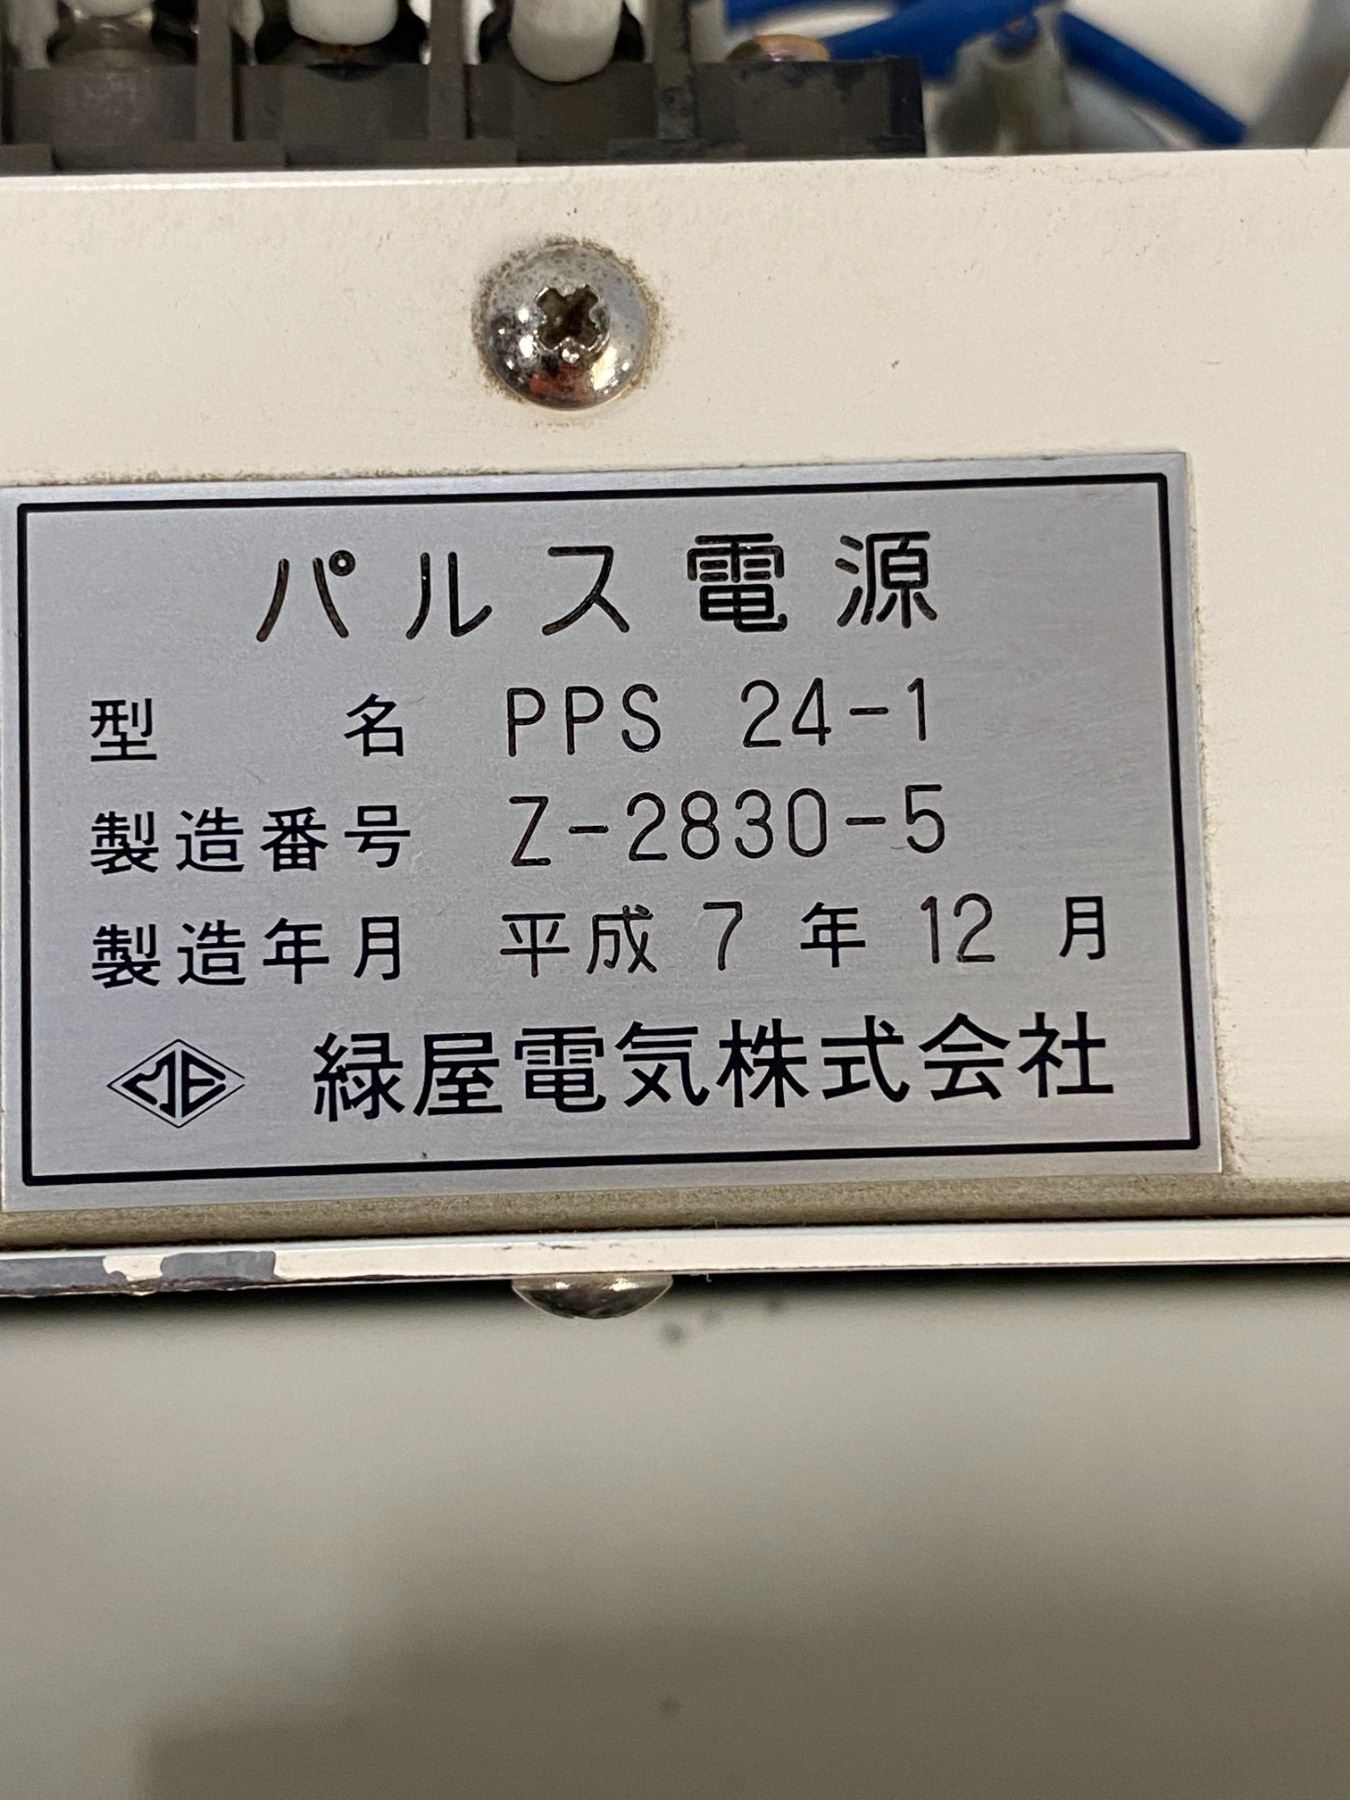 パルス電源
型名 PPS 24-1
製造番号 Z-2830-5
製造年月 平成 7 年 12 月
ME 緑屋電気株式会社